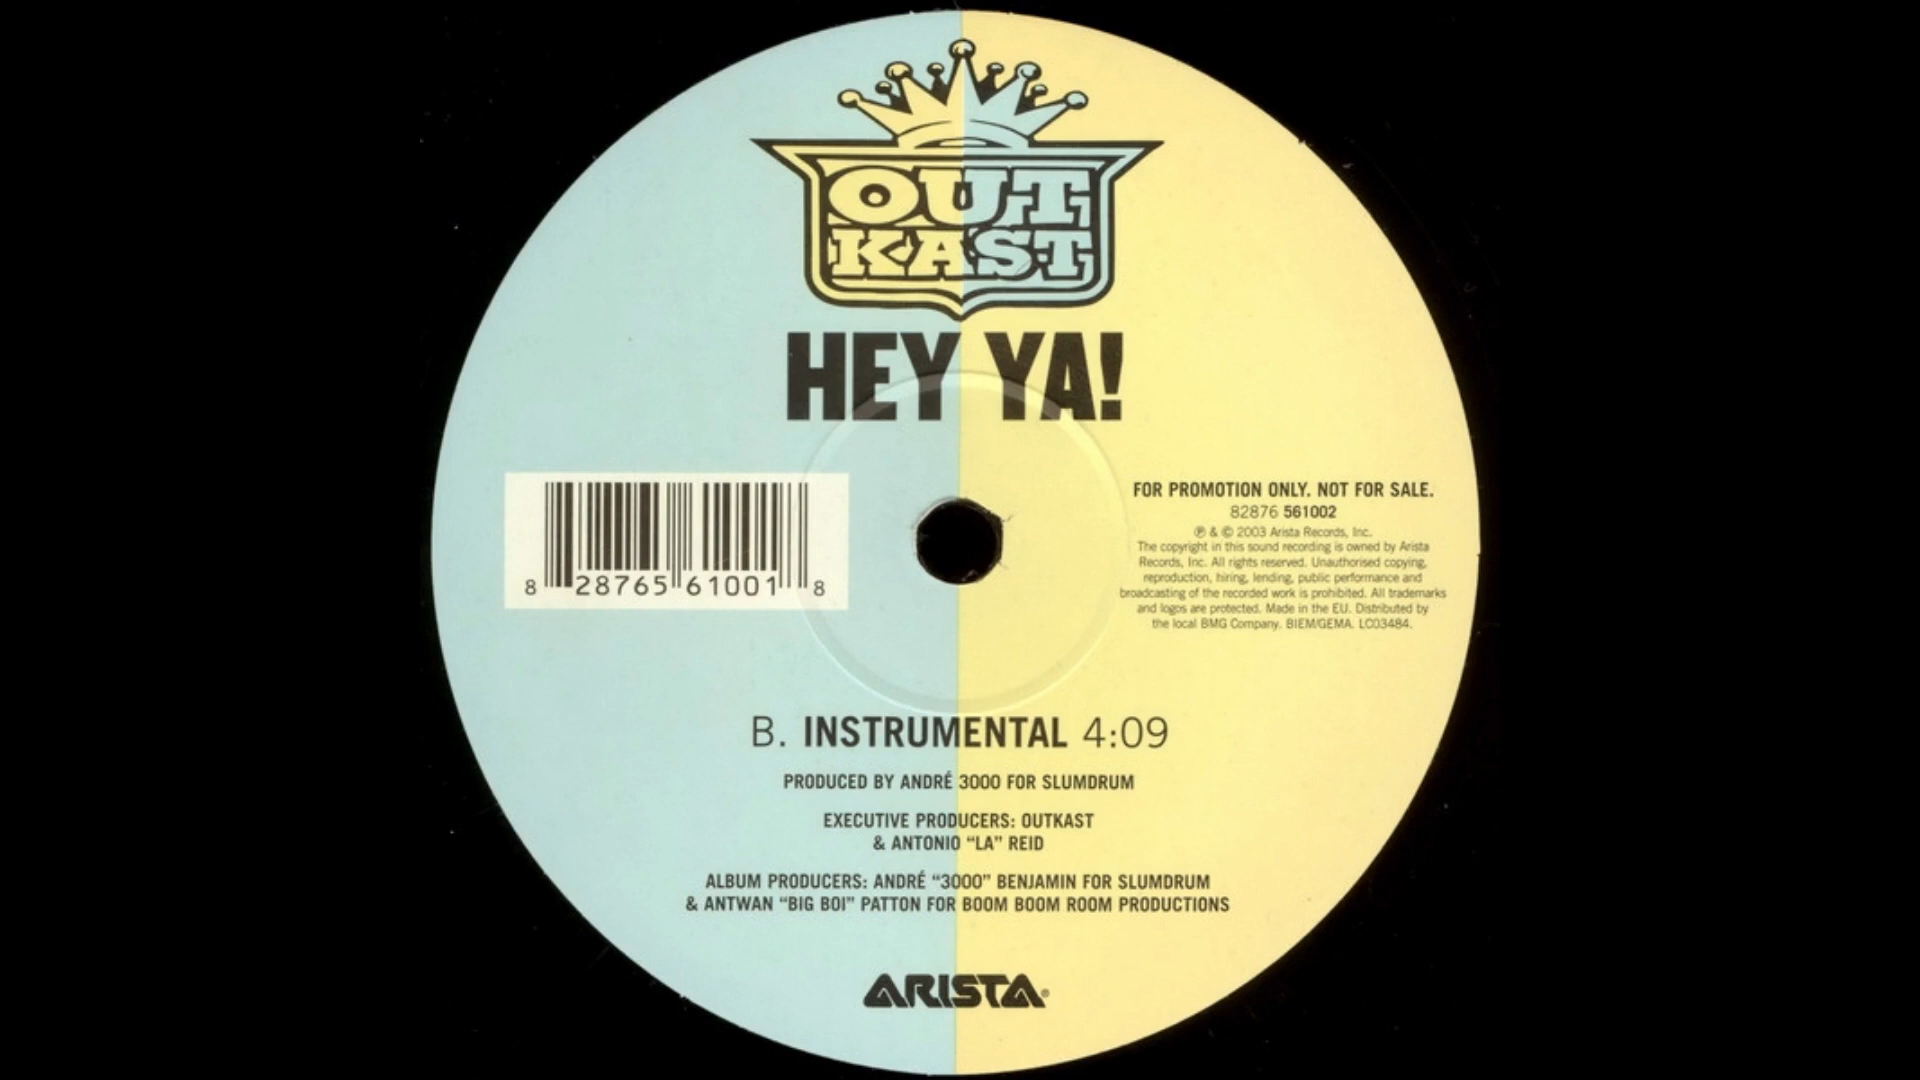 OUT
KAST
HEY YA!
8 28765 61001 8
FOR PROMOTION ONLY. NOT FOR SALE.
82876 561002
℗ & © 2003 Arista Records, Inc.
The copyright in this sound recording is owned by Arista
Records, Inc. All rights reserved. Unauthorised copying,
reproduction, hiring, lending, public performance and
broadcasting of the recorded work is prohibited. All trademarks
and logos are protected. Made in the EU. Distributed by
the local BMG Company. BIEM/GEMA. LC03484.
B. INSTRUMENTAL 4:09
PRODUCED BY ANDRÉ 3000 FOR SLUMDRUM
EXECUTIVE PRODUCERS: OUTKAST
& ANTONIO “LA” REID
ALBUM PRODUCERS: ANDRÉ “3000” BENJAMIN FOR SLUMDRUM
& ANTWAN “BIG BOI” PATTON FOR BOOM BOOM ROOM PRODUCTIONS
ARISTA®